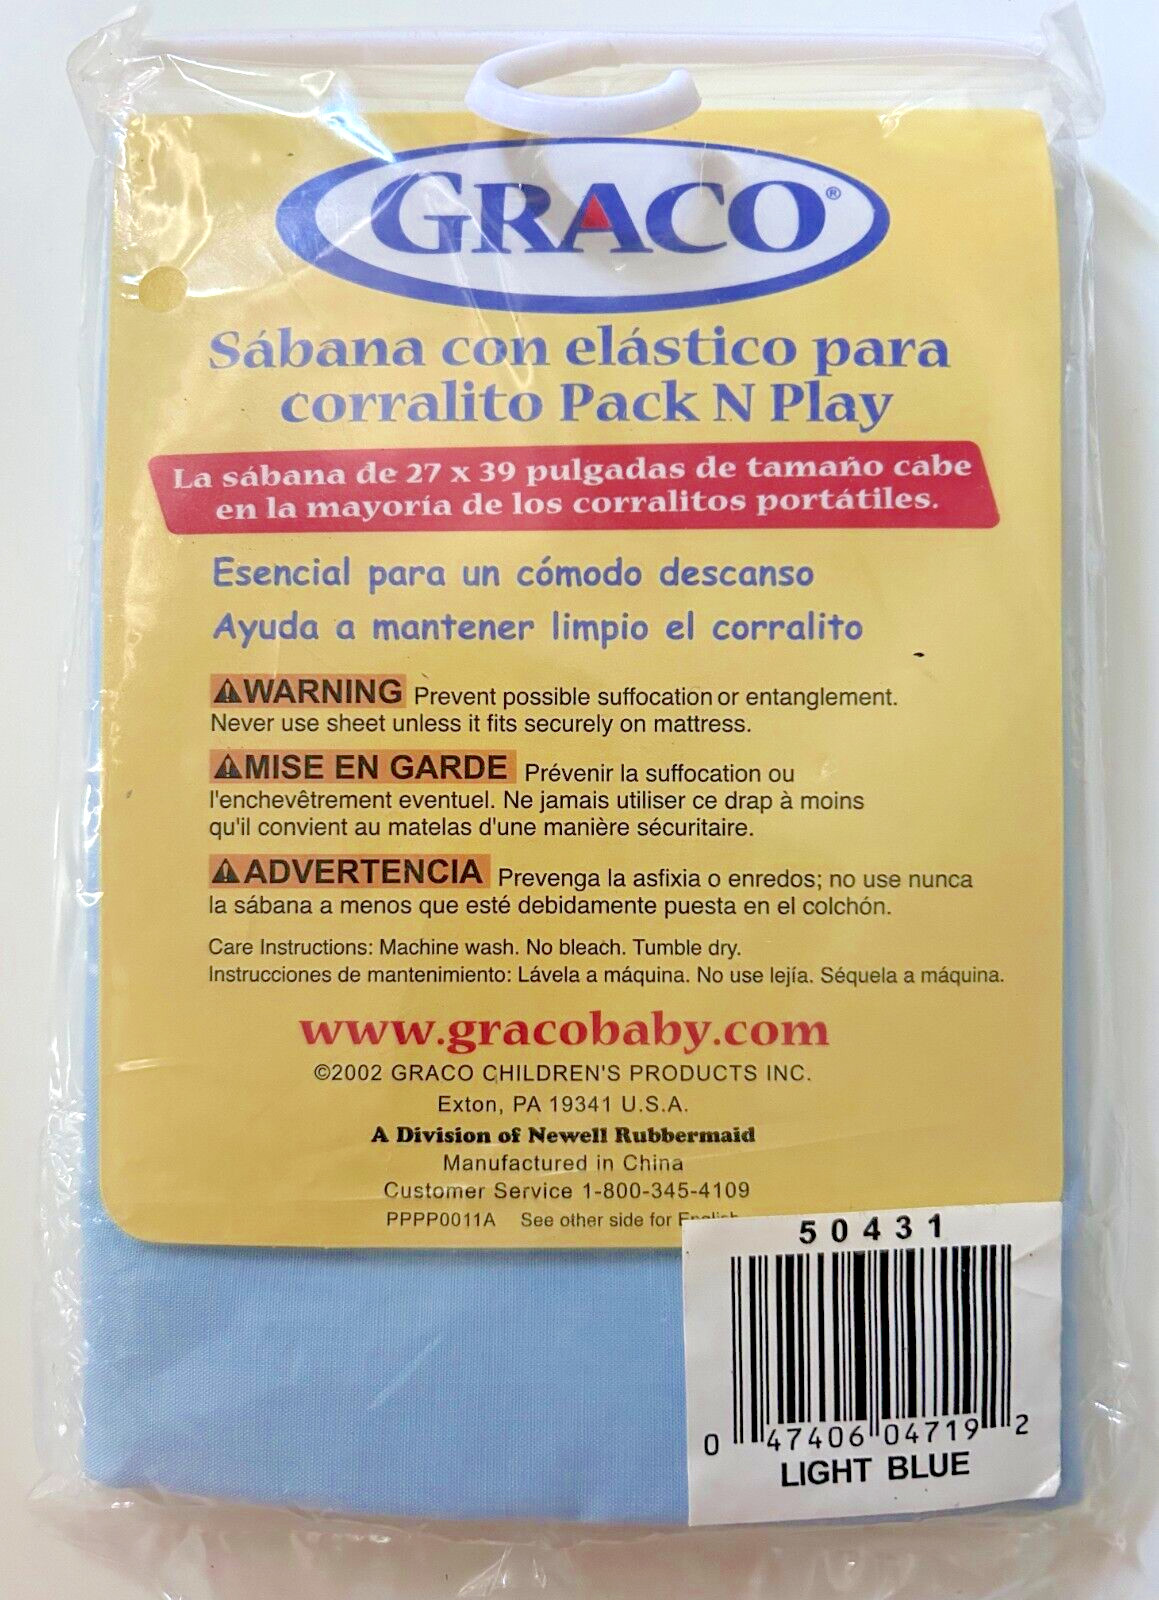 GRACO®
Sábana con elástico para
corralito Pack N Play
La sábana de 27 x 39 pulgadas de tamaño cabe
en la mayoría de los corralitos portátiles.
Esencial para un cómodo descanso
Ayuda a mantener limpio el corralito
⚠WARNING Prevent possible suffocation or entanglement.
Never use sheet unless it fits securely on mattress.
⚠MISE EN GARDE Prévenir la suffocation ou
l'enchevêtrement eventuel. Ne jamais utiliser ce drap à moins
qu'il convient au matelas d'une manière sécuritaire.
⚠ADVERTENCIA Prevenga la asfixia o enredos; no use nunca
la sábana a menos que esté debidamente puesta en el colchón.
Care Instructions: Machine wash. No bleach. Tumble dry.
Instrucciones de mantenimiento: Lávela a máquina. No use lejía. Séquela a máquina.
www.gracobaby.com
©2002 GRACO CHILDREN'S PRODUCTS INC.
Exton, PA 19341 U.S.A.
A Division of Newell Rubbermaid
Manufactured in China
Customer Service 1-800-345-4109
PPPP0011A See other side for English
50431
0 47406 04719 2
LIGHT BLUE